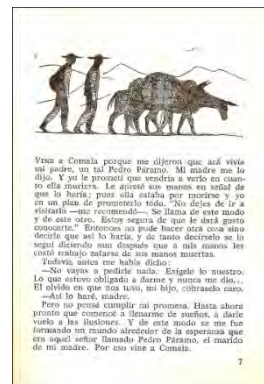 VINE a Comala porque me dijeron que acá vivía
mi padre, un tal Pedro Páramo. Mi madre me lo
dijo. Y yo le prometí que vendría a verlo en cuan-
to ella muriera. Le apreté sus manos en señal de
que lo haría; pues ella estaba por morirse y yo
en un plan de prometerlo todo. "No dejes de ir a
visitarlo —me recomendó—. Se llama de este modo
y de este otro. Estoy segura de que le dará gusto
conocerte." Entonces no pude hacer otra cosa sino
decirle que así lo haría, y de tanto decírselo se lo
seguí diciendo aun después que a mis manos les
costó trabajo zafarse de sus manos muertas.
Todavía antes me había dicho:
—No vayas a pedirle nada. Exígele lo nuestro.
Lo que estuvo obligado a darme y nunca me dio...
El olvido en que nos tuvo, mi hijo, cóbraselo caro.
—Así lo haré, madre.
Pero no pensé cumplir mi promesa. Hasta ahora
pronto que comencé a llenarme de sueños, a darle
vuelo a las ilusiones. Y de este modo se me fue
formando un mundo alrededor de la esperanza que
era aquel señor llamado Pedro Páramo, el marido
de mi madre. Por eso vine a Comala.
7